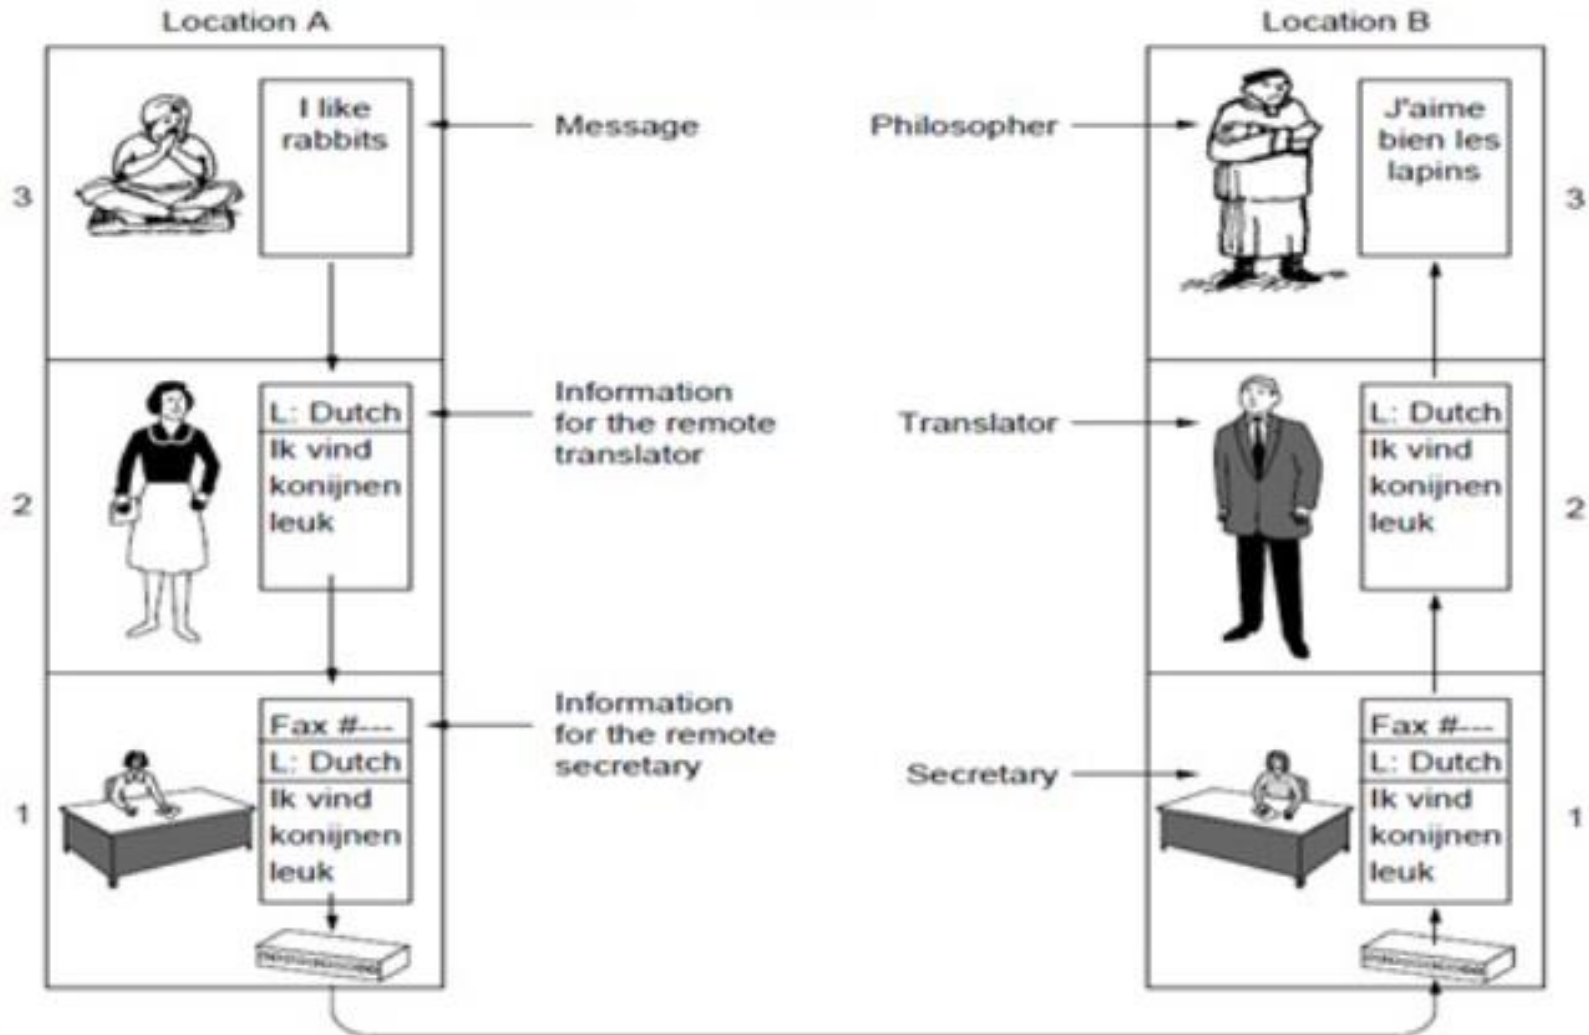 Location A
Location B
3
I like
rabbits
Message
Philosopher
J'aime
bien les
lapins
3
2
L: Dutch
Ik vind
konijnen
leuk
Information
for the remote
translator
Translator
L: Dutch
Ik vind
konijnen
leuk
2
1
Fax #---
L: Dutch
Ik vind
konijnen
leuk
Information
for the remote
secretary
Secretary
Fax #---
L: Dutch
Ik vind
konijnen
leuk
1